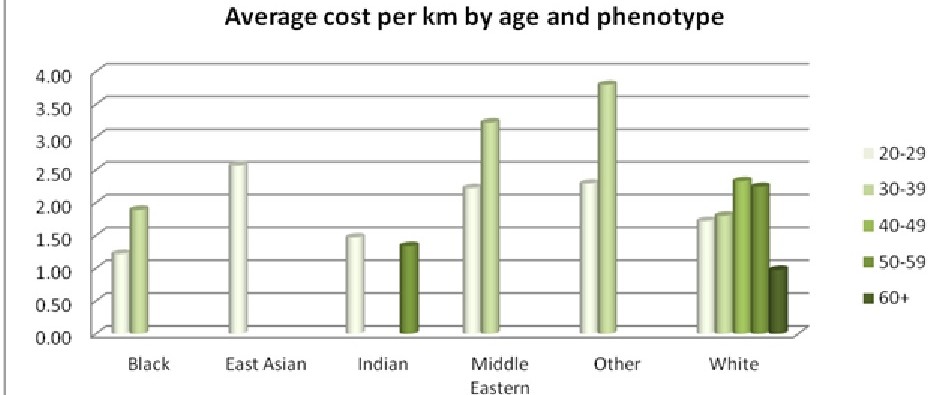 Average cost per km by age and phenotype
4.00
3.50
3.00
2.50
2.00
1.50
1.00
0.50
0.00
Black
East Asian
Indian
Middle
Eastern
Other
White
20-29
30-39
40-49
50-59
60+